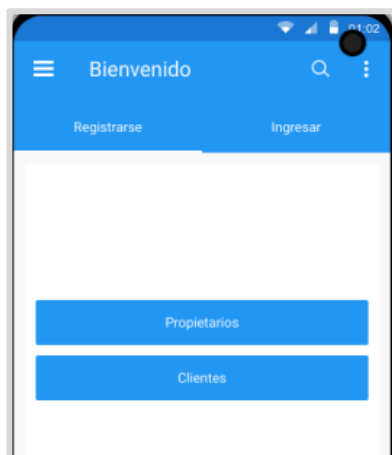 01:02
Bienvenido
Registrarse Ingresar
Propietarios
Clientes